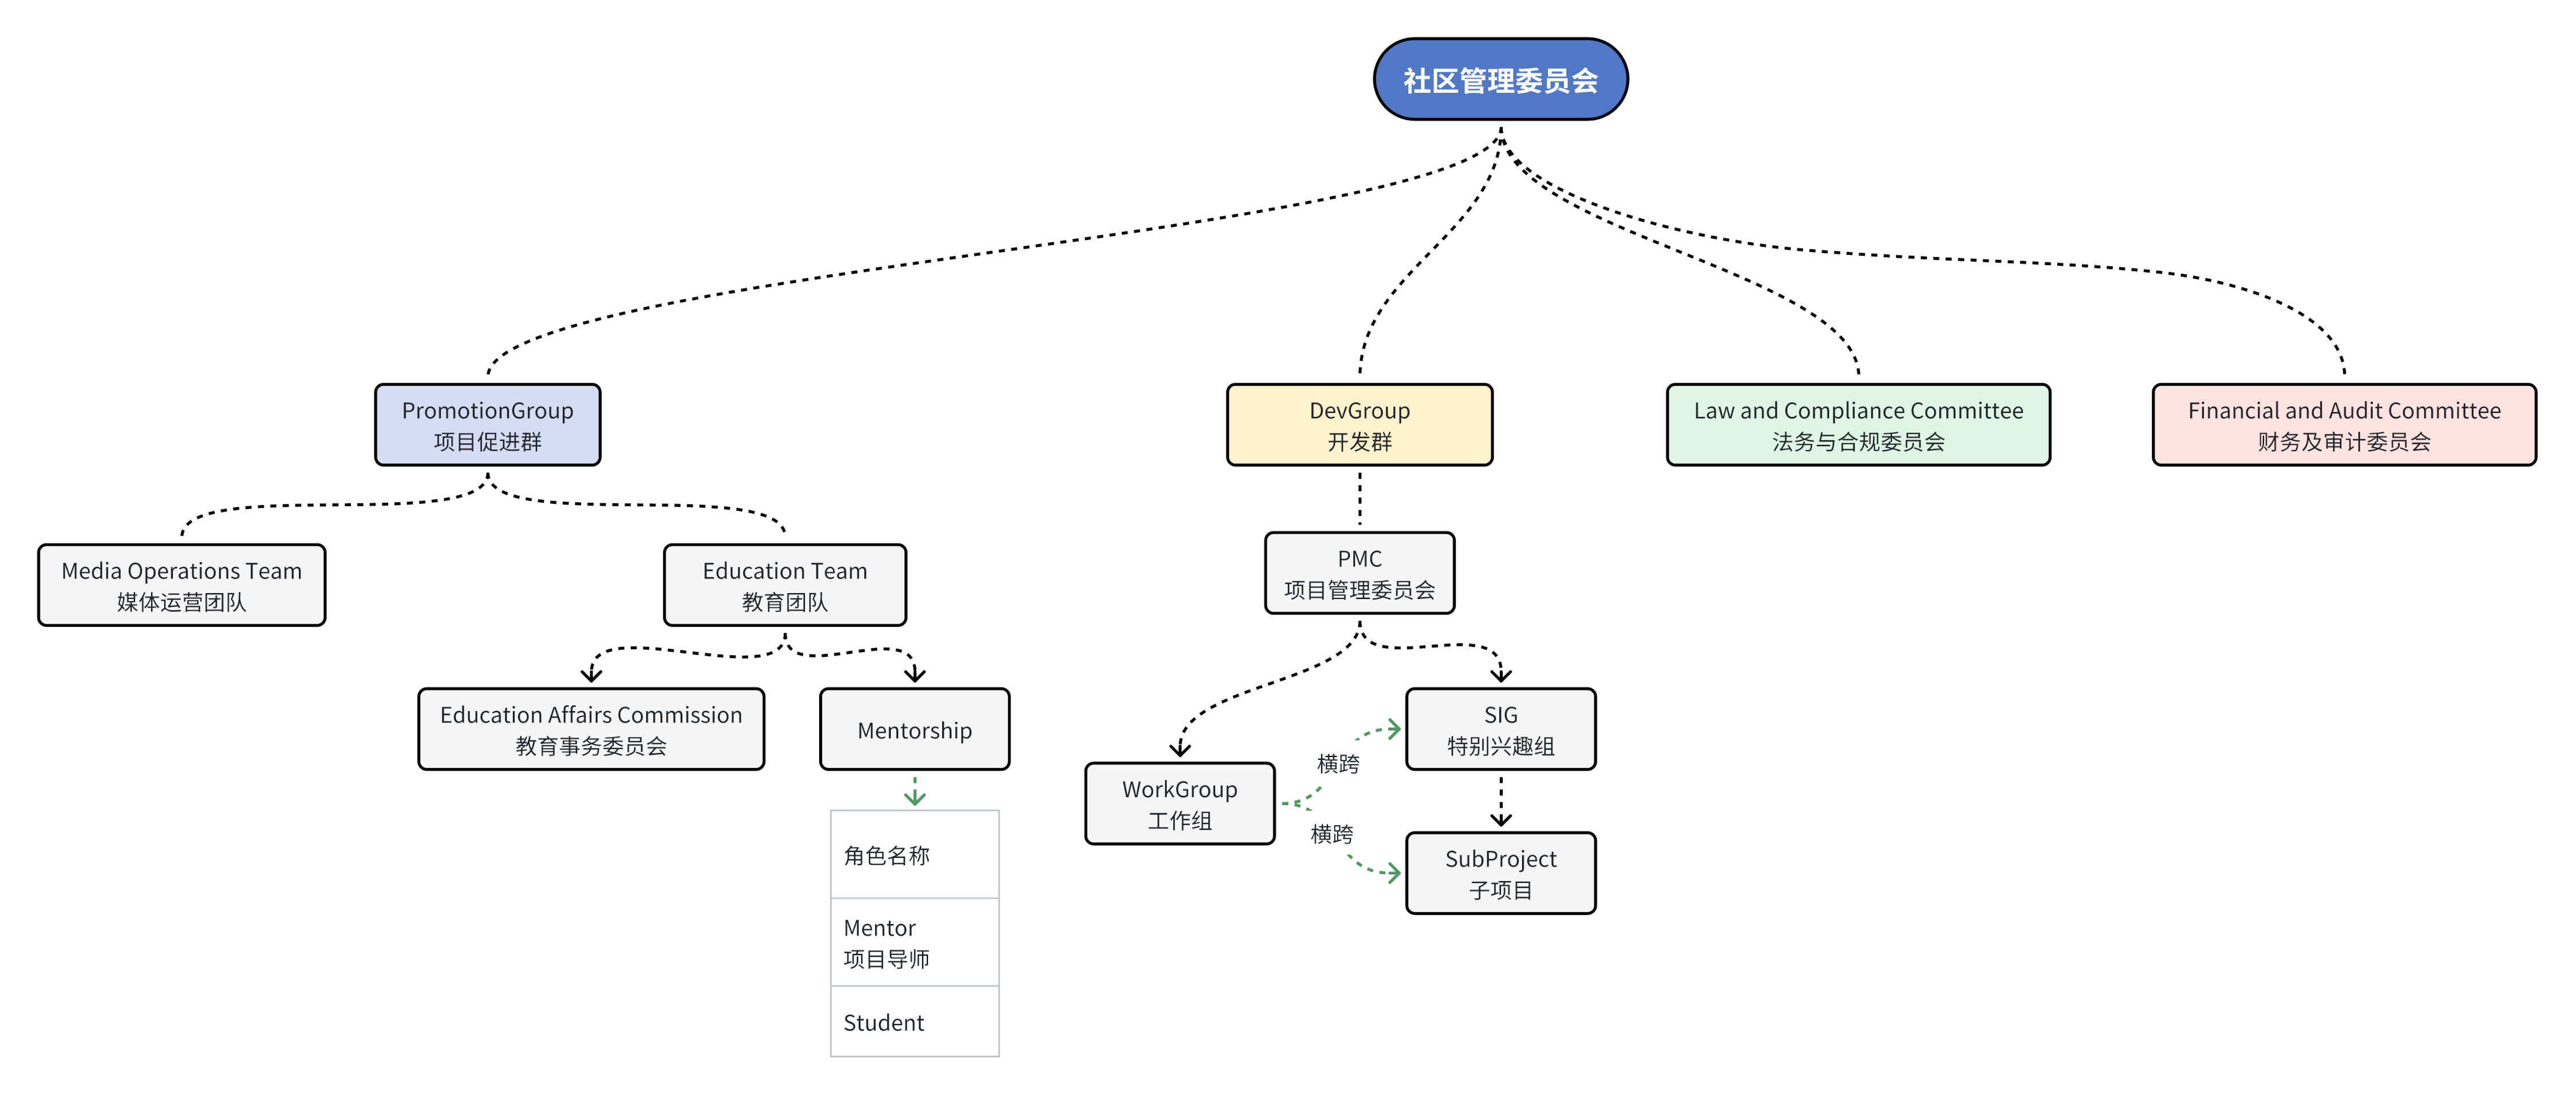 社区管理委员会
PromotionGroup
项目促进群
DevGroup
开发群
Law and Compliance Committee
法务与合规委员会
Financial and Audit Committee
财务及审计委员会
Media Operations Team
媒体运营团队
Education Team
教育团队
PMC
项目管理委员会
Education Affairs Commission
教育事务委员会
Mentorship
SIG
特别兴趣组
横跨
WorkGroup
工作组
横跨
SubProject
子项目
角色名称
Mentor
项目导师
Student